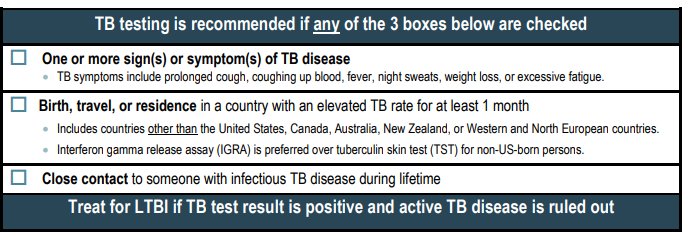 TB testing is recommended if any of the 3 boxes below are checked
One or more sign(s) or symptom(s) of TB disease
• TB symptoms include prolonged cough, coughing up blood, fever, night sweats, weight loss, or excessive fatigue.
Birth, travel, or residence in a country with an elevated TB rate for at least 1 month
• Includes countries other than the United States, Canada, Australia, New Zealand, or Western and North European countries.
• Interferon gamma release assay (IGRA) is preferred over tuberculin skin test (TST) for non-US-born persons.
Close contact to someone with infectious TB disease during lifetime
Treat for LTBI if TB test result is positive and active TB disease is ruled out